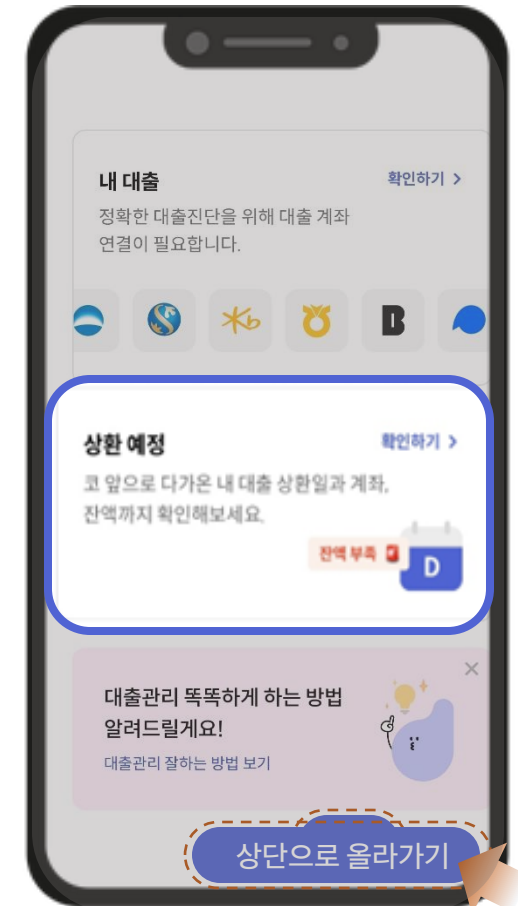 내 대출
확인하기 >
정확한 대출진단을 위해 대출 계좌
연결이 필요합니다.
상환 예정
확인하기 >
코 앞으로 다가온 내 대출 상환일과 계좌,
잔액까지 확인해보세요.
잔액 부족
D
대출관리 똑똑하게 하는 방법
알려드릴게요!
대출관리 잘하는 방법 보기
상단으로 올라가기